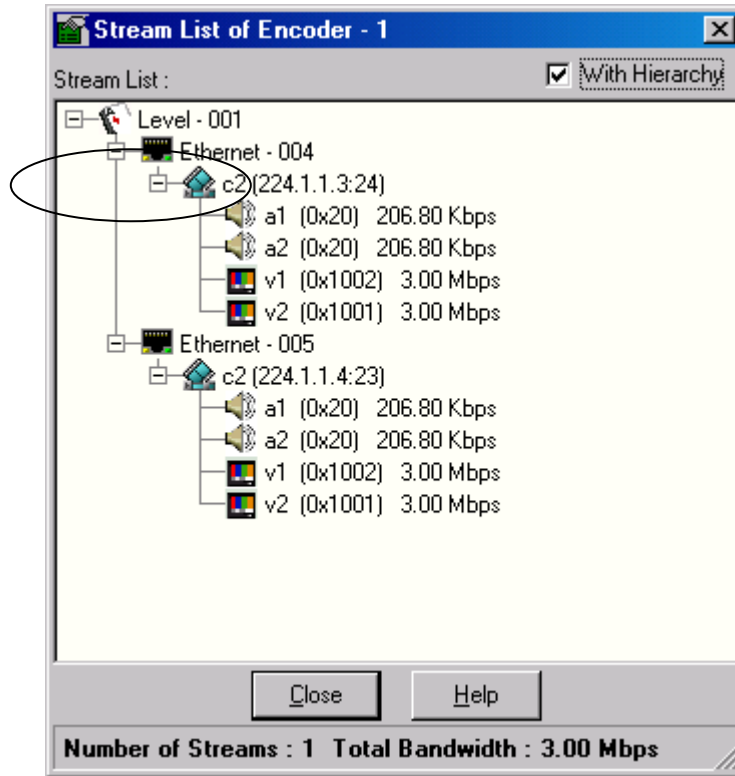 Stream List of Encoder - 1
Stream List :
With Hierarchy
Level - 001
Ethernet - 004
c2 (224.1.1.3:24)
a1 (0x20) 206.80 Kbps
a2 (0x20) 206.80 Kbps
v1 (0x1002) 3.00 Mbps
v2 (0x1001) 3.00 Mbps
Ethernet - 005
c2 (224.1.1.4:23)
a1 (0x20) 206.80 Kbps
a2 (0x20) 206.80 Kbps
v1 (0x1002) 3.00 Mbps
v2 (0x1001) 3.00 Mbps
Close Help
Number of Streams : 1 Total Bandwidth : 3.00 Mbps